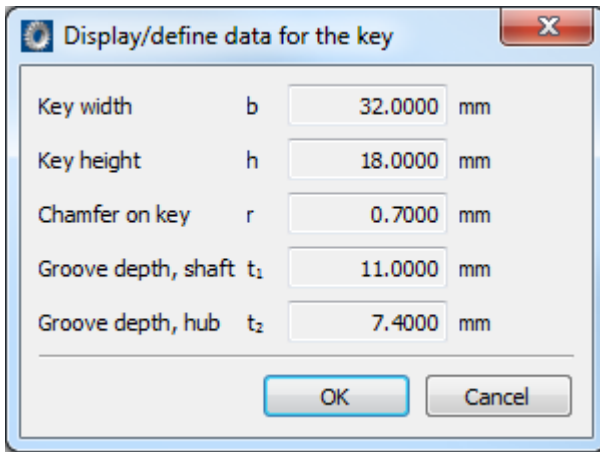 Display/define data for the key
Key width b 32.0000 mm
Key height h 18.0000 mm
Chamfer on key r 0.7000 mm
Groove depth, shaft t₁ 11.0000 mm
Groove depth, hub t₂ 7.4000 mm
OK Cancel